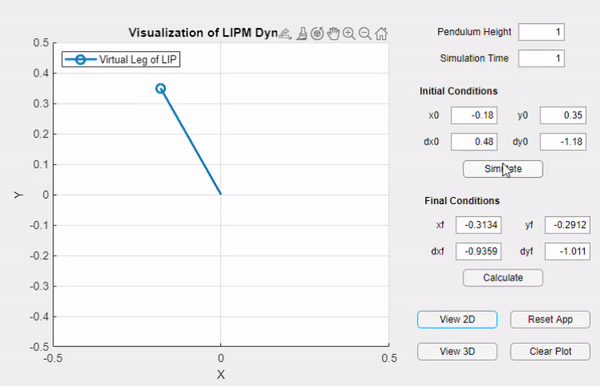 Visualization of LIPM Dyn
Virtual Leg of LIP
0.5
0.4
0.3
0.2
0.1
0
-0.1
-0.2
-0.3
-0.4
-0.5
Y
-0.5 0 0.5
X
Pendulum Height 1
Simulation Time 1
Initial Conditions
x0 -0.18 y0 0.35
dx0 0.48 dy0 -1.18
Simulate
Final Conditions
xf -0.3134 yf -0.2912
dxf -0.9359 dyf -1.011
Calculate
View 2D Reset App
View 3D Clear Plot